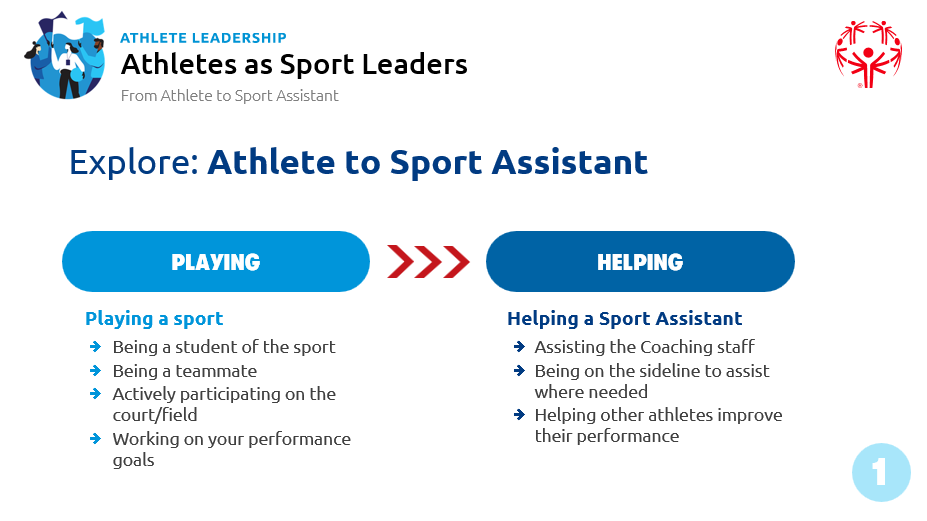 ATHLETE LEADERSHIP
Athletes as Sport Leaders
From Athlete to Sport Assistant
®
Explore: Athlete to Sport Assistant
PLAYING
HELPING
Playing a sport
Being a student of the sport
Being a teammate
Actively participating on the
court/field
Working on your performance
goals
Helping a Sport Assistant
Assisting the Coaching staff
Being on the sideline to assist
where needed
Helping other athletes improve
their performance
1